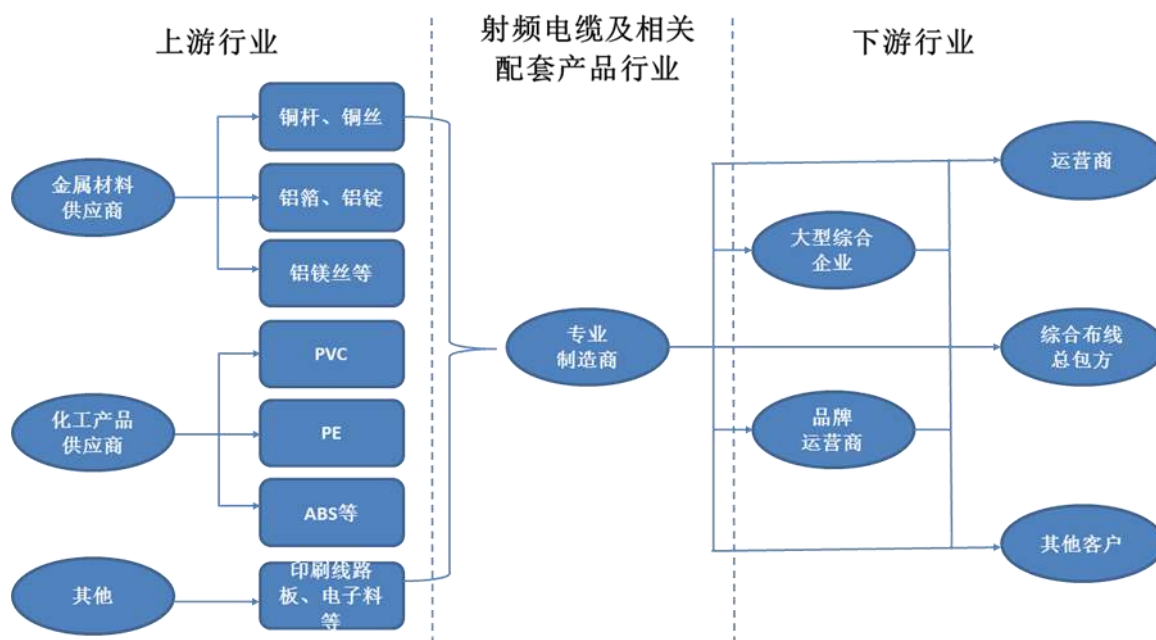 上游行业
射频电缆及相关
配套产品行业
下游行业
金属材料
供应商
铜杆、铜丝
铝箔、铝锭
铝镁丝等
化工产品
供应商
PVC
PE
ABS等
其他
印刷线路
板、电子料
等
专业
制造商
大型综合
企业
品牌
运营商
运营商
综合布线
总包方
其他客户